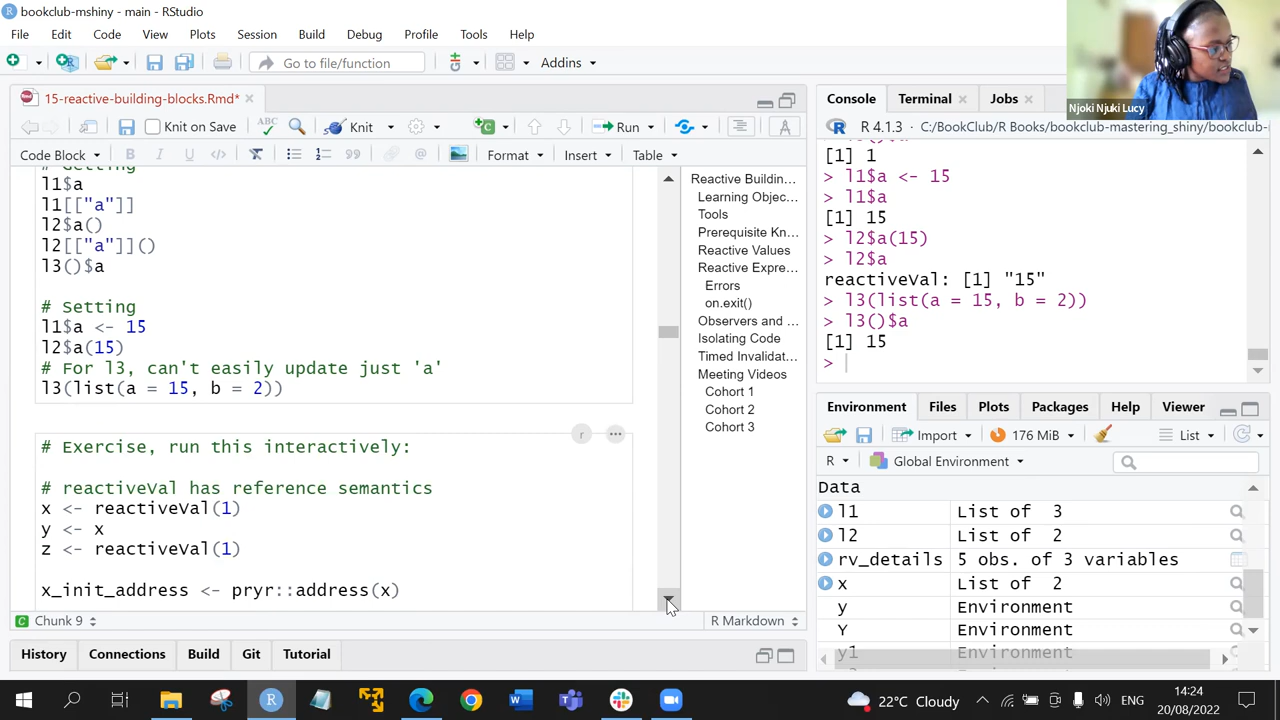 bookclub-mshiny - main - RStudio
File Edit Code View Plots Session Build Debug Profile Tools Help
Go to file/function Addins
15-reactive-building-blocks.Rmd*
Knit on Save Knit Run
Code Block B I U Format Insert Table
l1$a
l1[["a"]]
l2$a()
l2[["a"]]()
l3()$a
# Setting
l1$a <- 15
l2$a(15)
# For l3, can't easily update just 'a'
l3(list(a = 15, b = 2))
# Exercise, run this interactively:
# reactiveVal has reference semantics
x <- reactiveVal(1)
y <- x
z <- reactiveVal(1)
x_init_address <- pryr::address(x)
Chunk 9 R Markdown
Reactive Buildin...
Learning Objec...
Tools
Prerequisite Kn...
Reactive Values
Reactive Expre...
Errors
on.exit()
Observers and ...
Isolating Code
Timed Invalidat...
Meeting Videos
Cohort 1
Cohort 2
Cohort 3
History Connections Build Git Tutorial
Njoki Njuki Lucy
Console Terminal Jobs
R 4.1.3 · C:/BookClub/R Books/bookclub-mastering_shiny/bookclub-
[1] 1
> l1$a <- 15
> l1$a
[1] 15
> l2$a(15)
> l2$a
reactiveVal: [1] "15"
> l3(list(a = 15, b = 2))
> l3()$a
[1] 15
>
Environment Files Plots Packages Help Viewer
Import 176 MiB List
R Global Environment
Data
l1 List of 3
l2 List of 2
rv_details 5 obs. of 3 variables
x List of 2
y Environment
Y Environment
y1 Environment
22°C Cloudy ENG 14:24
20/08/2022